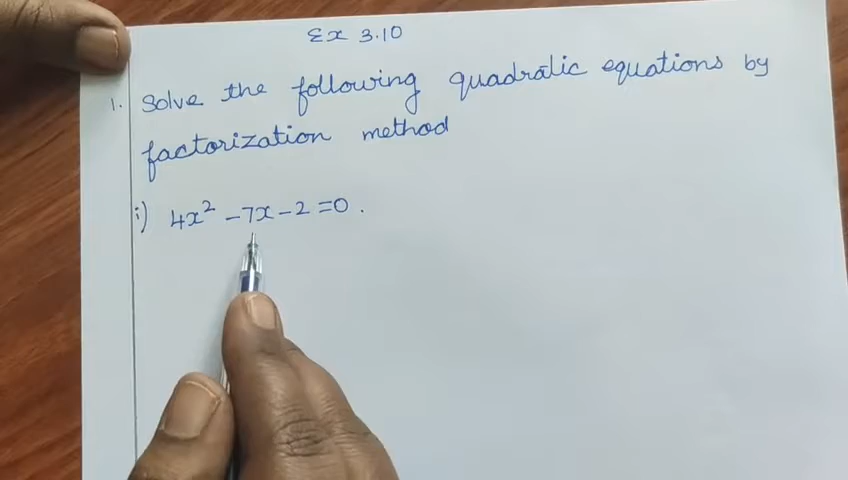 Ex 3.10
1. Solve the following quadratic equations by
factorization method
i) 4x² - 7x - 2 = 0.